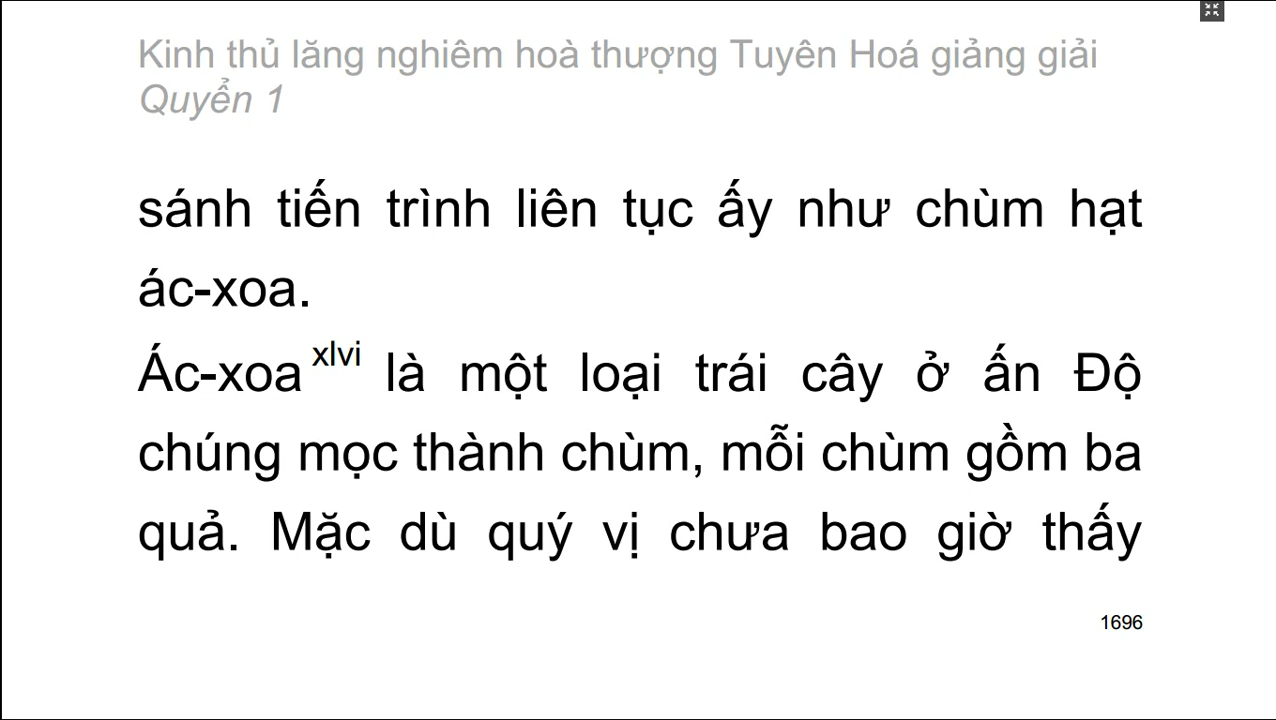 Kinh thủ lăng nghiêm hoà thượng Tuyên Hoá giảng giải
Quyển 1
sánh tiến trình liên tục ấy như chùm hạt
ác-xoa.
Ác-xoa xlvi là một loại trái cây ở ấn Độ
chúng mọc thành chùm, mỗi chùm gồm ba
quả. Mặc dù quý vị chưa bao giờ thấy
1696